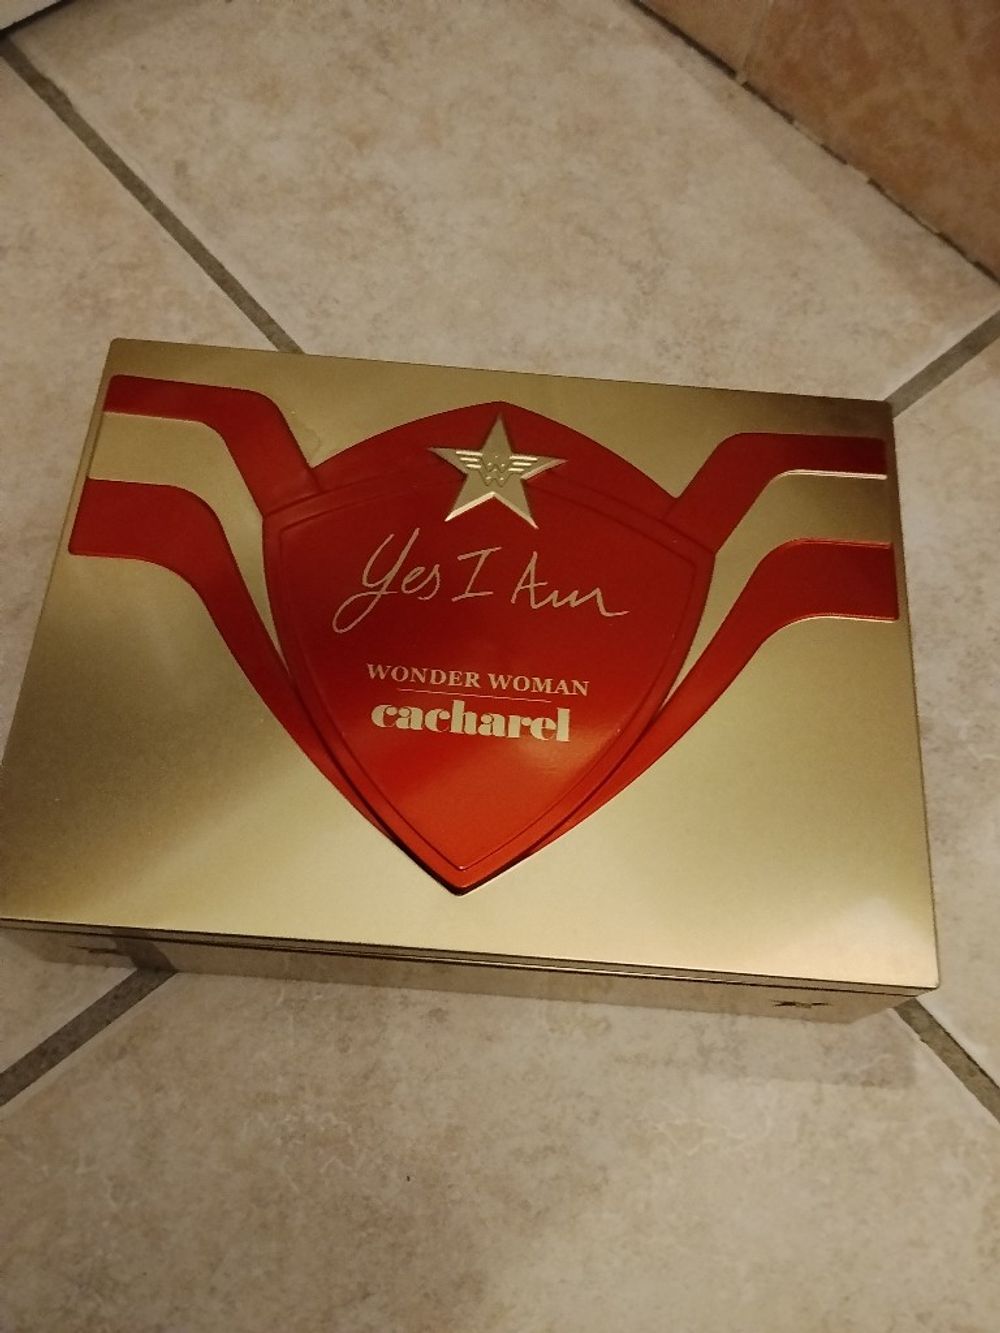 W
Yes I Am
WONDER WOMAN
cacharel